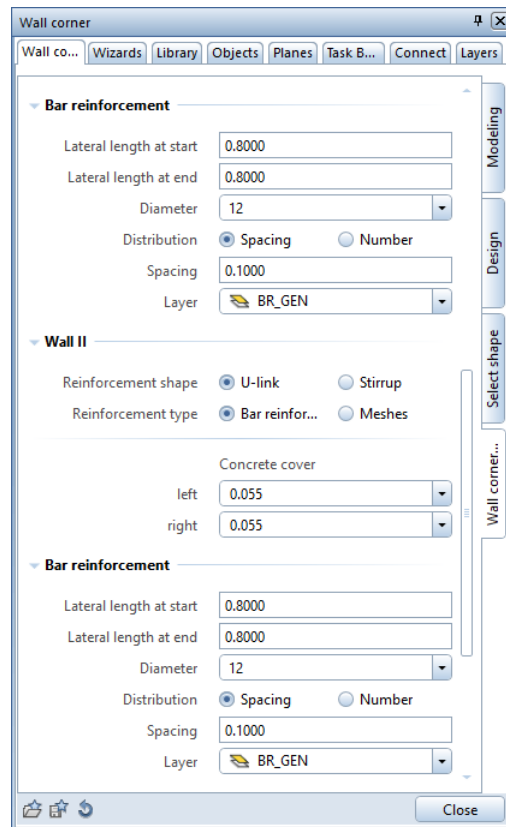 Wall corner
Wall co... Wizards Library Objects Planes Task B... Connect Layers
Bar reinforcement
Lateral length at start 0.8000
Lateral length at end 0.8000
Diameter 12
Distribution Spacing Number
Spacing 0.1000
Layer BR_GEN
Wall II
Reinforcement shape U-link Stirrup
Reinforcement type Bar reinfor... Meshes
Concrete cover
left 0.055
right 0.055
Bar reinforcement
Lateral length at start 0.8000
Lateral length at end 0.8000
Diameter 12
Distribution Spacing Number
Spacing 0.1000
Layer BR_GEN
Modeling
Design
Select shape
Wall corner...
Close